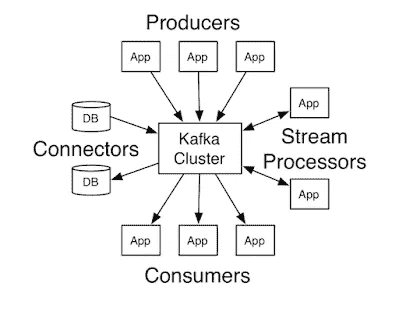 Producers
App
App
App
DB
App
Kafka
Cluster
Connectors
Stream
Processors
DB
App
App
App
App
Consumers